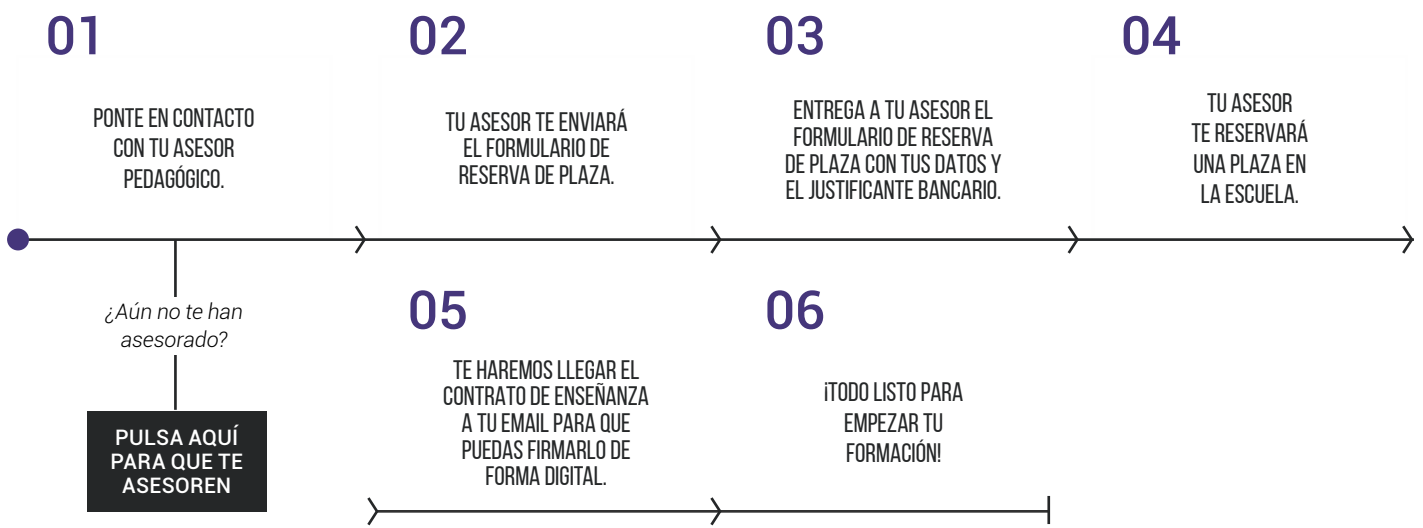 01
PONTE EN CONTACTO
CON TU ASESOR
PEDAGÓGICO.
02
TU ASESOR TE ENVIARÁ
EL FORMULARIO DE
RESERVA DE PLAZA.
03
ENTREGA A TU ASESOR EL
FORMULARIO DE RESERVA
DE PLAZA CON TUS DATOS Y
EL JUSTIFICANTE BANCARIO.
04
TU ASESOR
TE RESERVARÁ
UNA PLAZA EN
LA ESCUELA.
¿Aún no te han
asesorado?
PULSA AQUÍ
PARA QUE TE
ASESOREN
05
TE HAREMOS LLEGAR EL
CONTRATO DE ENSEÑANZA
A TU EMAIL PARA QUE
PUEDAS FIRMARLO DE
FORMA DIGITAL.
06
¡TODO LISTO PARA
EMPEZAR TU
FORMACIÓN!